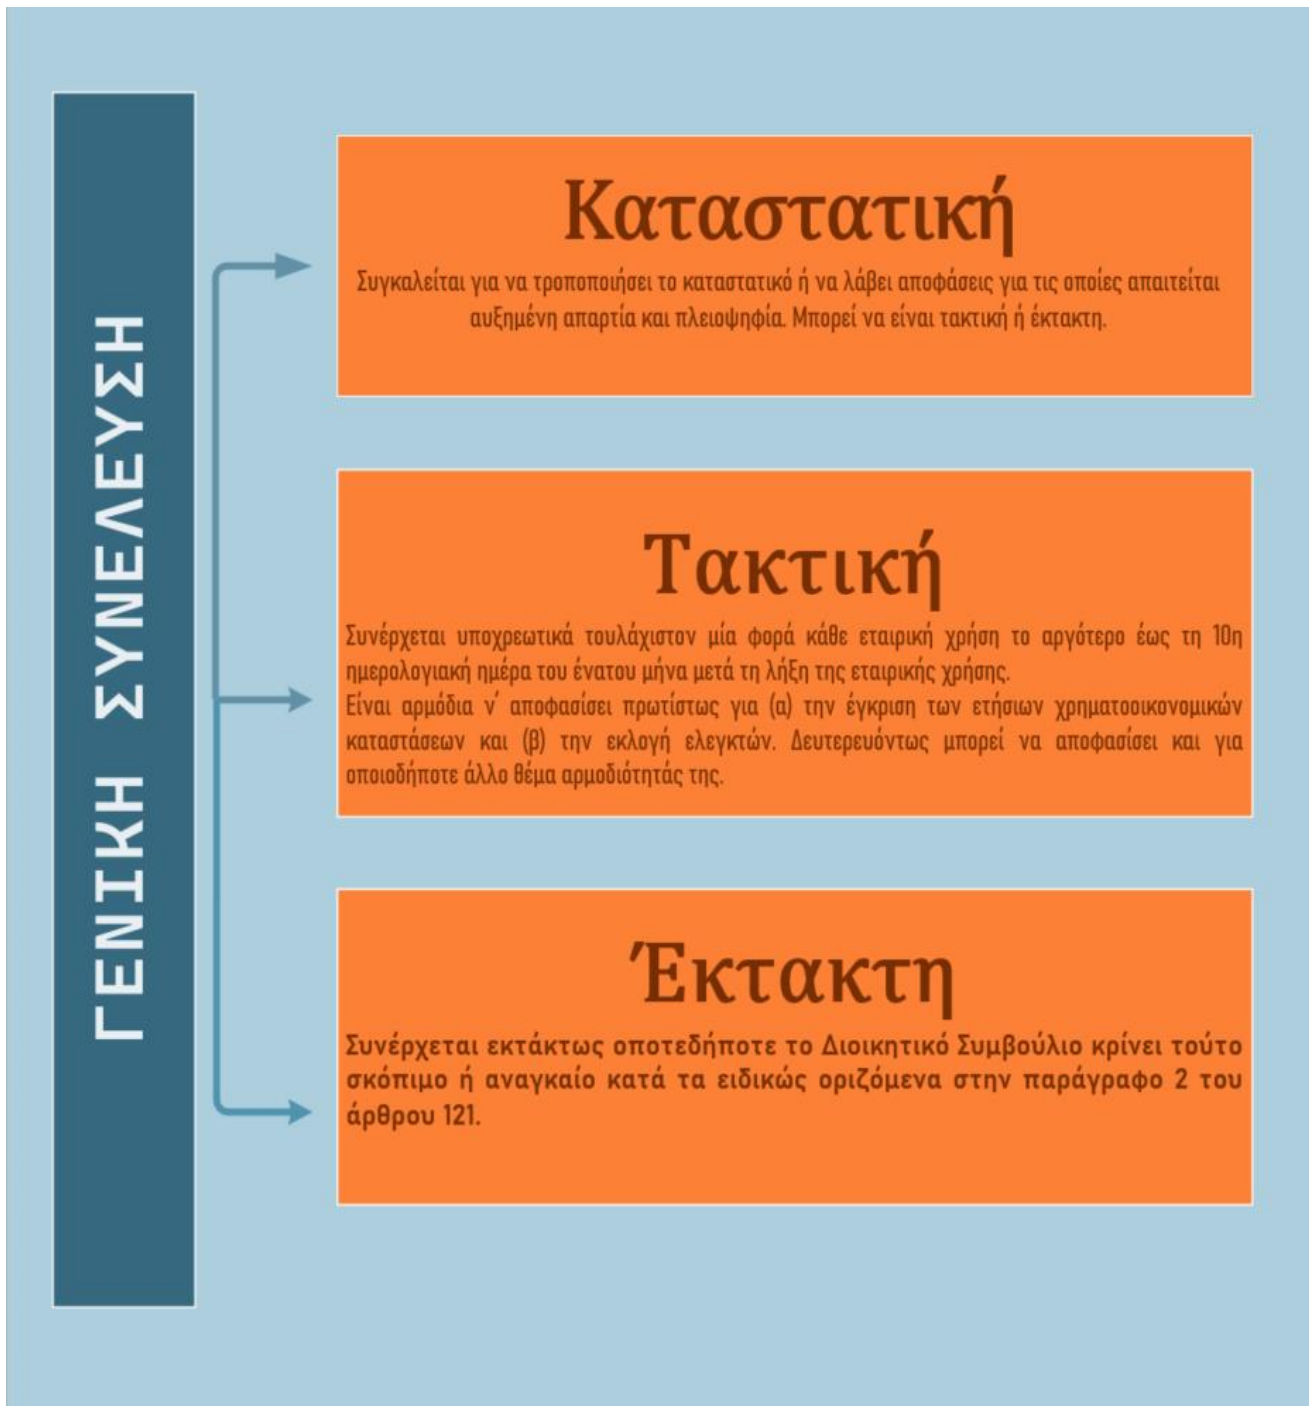 ΓΕΝΙΚΗ ΣΥΝΕΛΕΥΣΗ
Καταστατική
Συγκαλείται για να τροποποιήσει το καταστατικό ή να λάβει αποφάσεις για τις οποίες απαιτείται
αυξημένη απαρτία και πλειοψηφία. Μπορεί να είναι τακτική ή έκτακτη.
Τακτική
Συνέρχεται υποχρεωτικά τουλάχιστον μία φορά κάθε εταιρική χρήση το αργότερο έως τη 10η
ημερολογιακή ημέρα του ένατου μήνα μετά τη λήξη της εταιρικής χρήσης.
Είναι αρμόδια ν΄ αποφασίσει πρωτίστως για (α) την έγκριση των ετήσιων χρηματοοικονομικών
καταστάσεων και (β) την εκλογή ελεγκτών. Δευτερευόντως μπορεί να αποφασίσει και για
οποιοδήποτε άλλο θέμα αρμοδιότητάς της.
Έκτακτη
Συνέρχεται εκτάκτως οποτεδήποτε το Διοικητικό Συμβούλιο κρίνει τούτο
σκόπιμο ή αναγκαίο κατά τα ειδικώς οριζόμενα στην παράγραφο 2 του
άρθρου 121.